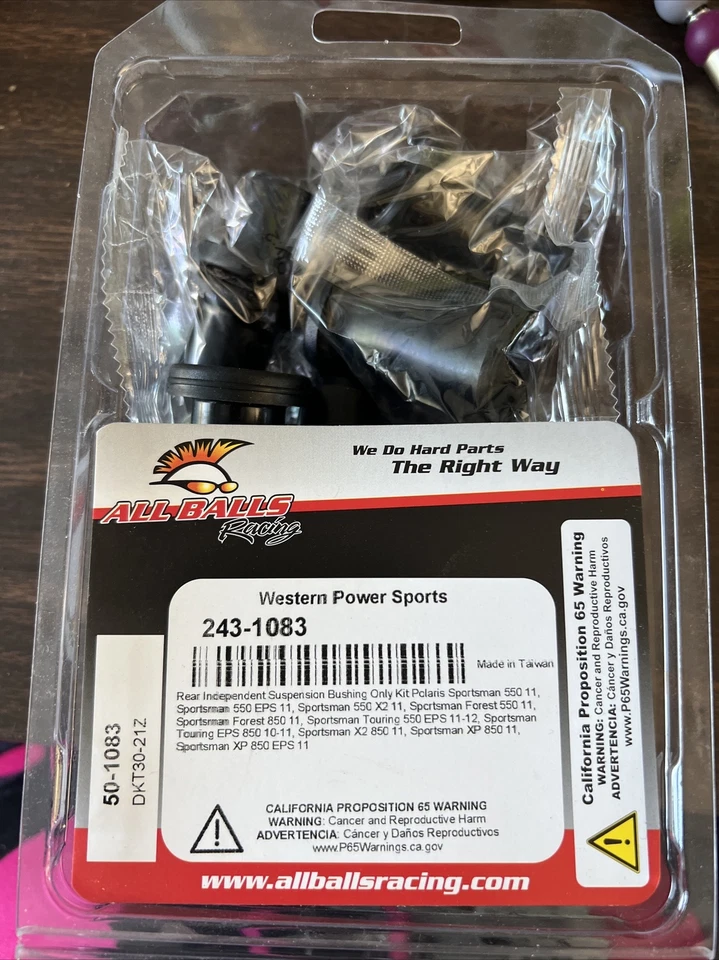 We Do Hard Parts
The Right Way
ALL BALLS
Racing
Western Power Sports
243-1083
Made in Taiwan
Rear Independent Suspension Bushing Only Kit Polaris Sportsman 550 11,
Sportsman 550 EPS 11, Sportsman 550 X2 11, Sportsman Forest 550 11,
Sportsman Forest 850 11, Sportsman Touring 550 EPS 11-12, Sportsman
Touring EPS 850 10-11, Sportsman X2 850 11, Sportsman XP 850 11,
Sportsman XP 850 EPS 11
CALIFORNIA PROPOSITION 65 WARNING
WARNING: Cancer and Reproductive Harm
ADVERTENCIA: Cáncer y Daños Reproductivos
www.P65Warnings.ca.gov
50-1083
DKT30-21Z
California Proposition 65 Warning
WARNING: Cancer and Reproductive Harm
ADVERTENCIA: Cáncer y Daños Reproductivos
www.P65Warnings.ca.gov
www.allballsracing.com